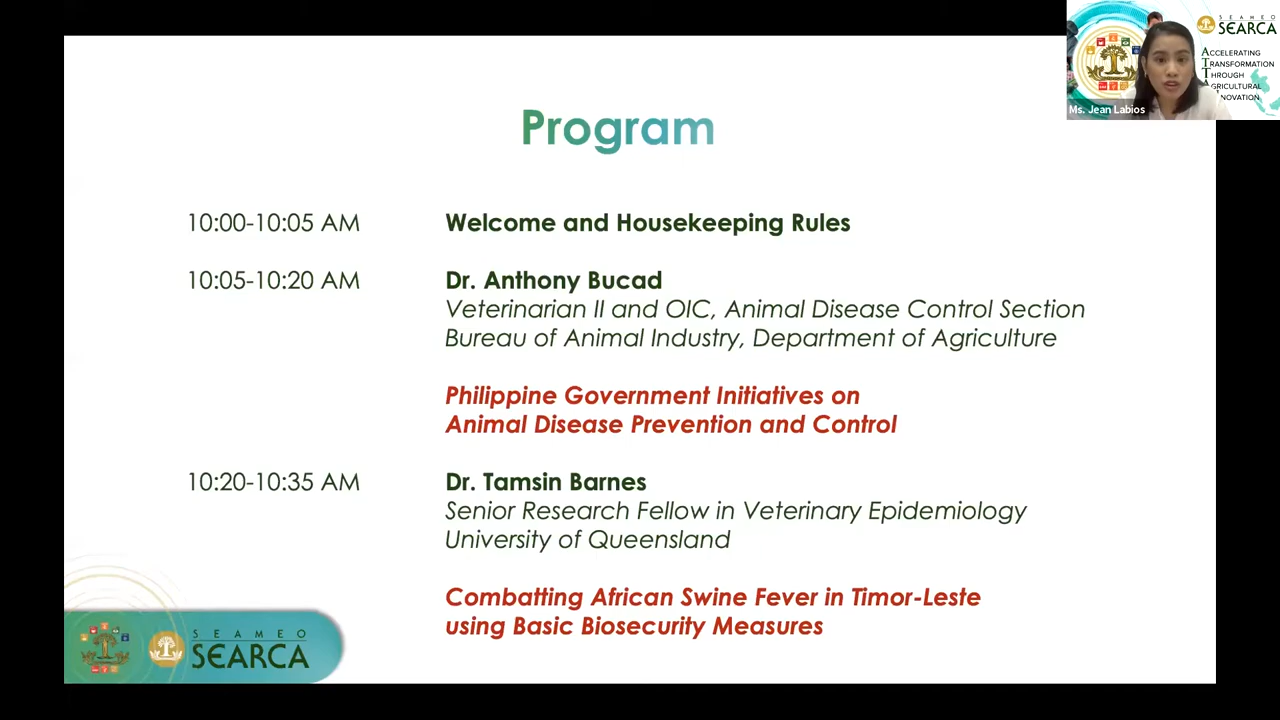 Program
10:00-10:05 AM
Welcome and Housekeeping Rules
10:05-10:20 AM
Dr. Anthony Bucad
Veterinarian II and OIC, Animal Disease Control Section
Bureau of Animal Industry, Department of Agriculture
Philippine Government Initiatives on
Animal Disease Prevention and Control
10:20-10:35 AM
Dr. Tamsin Barnes
Senior Research Fellow in Veterinary Epidemiology
University of Queensland
Combatting African Swine Fever in Timor-Leste
using Basic Biosecurity Measures
SEAMEO
SEARCA
SEAMEO
SEARCA
ACCELERATING
TRANSFORMATION
THROUGH
AGRICULTURAL
NOVATION
Ms. Jean Labios